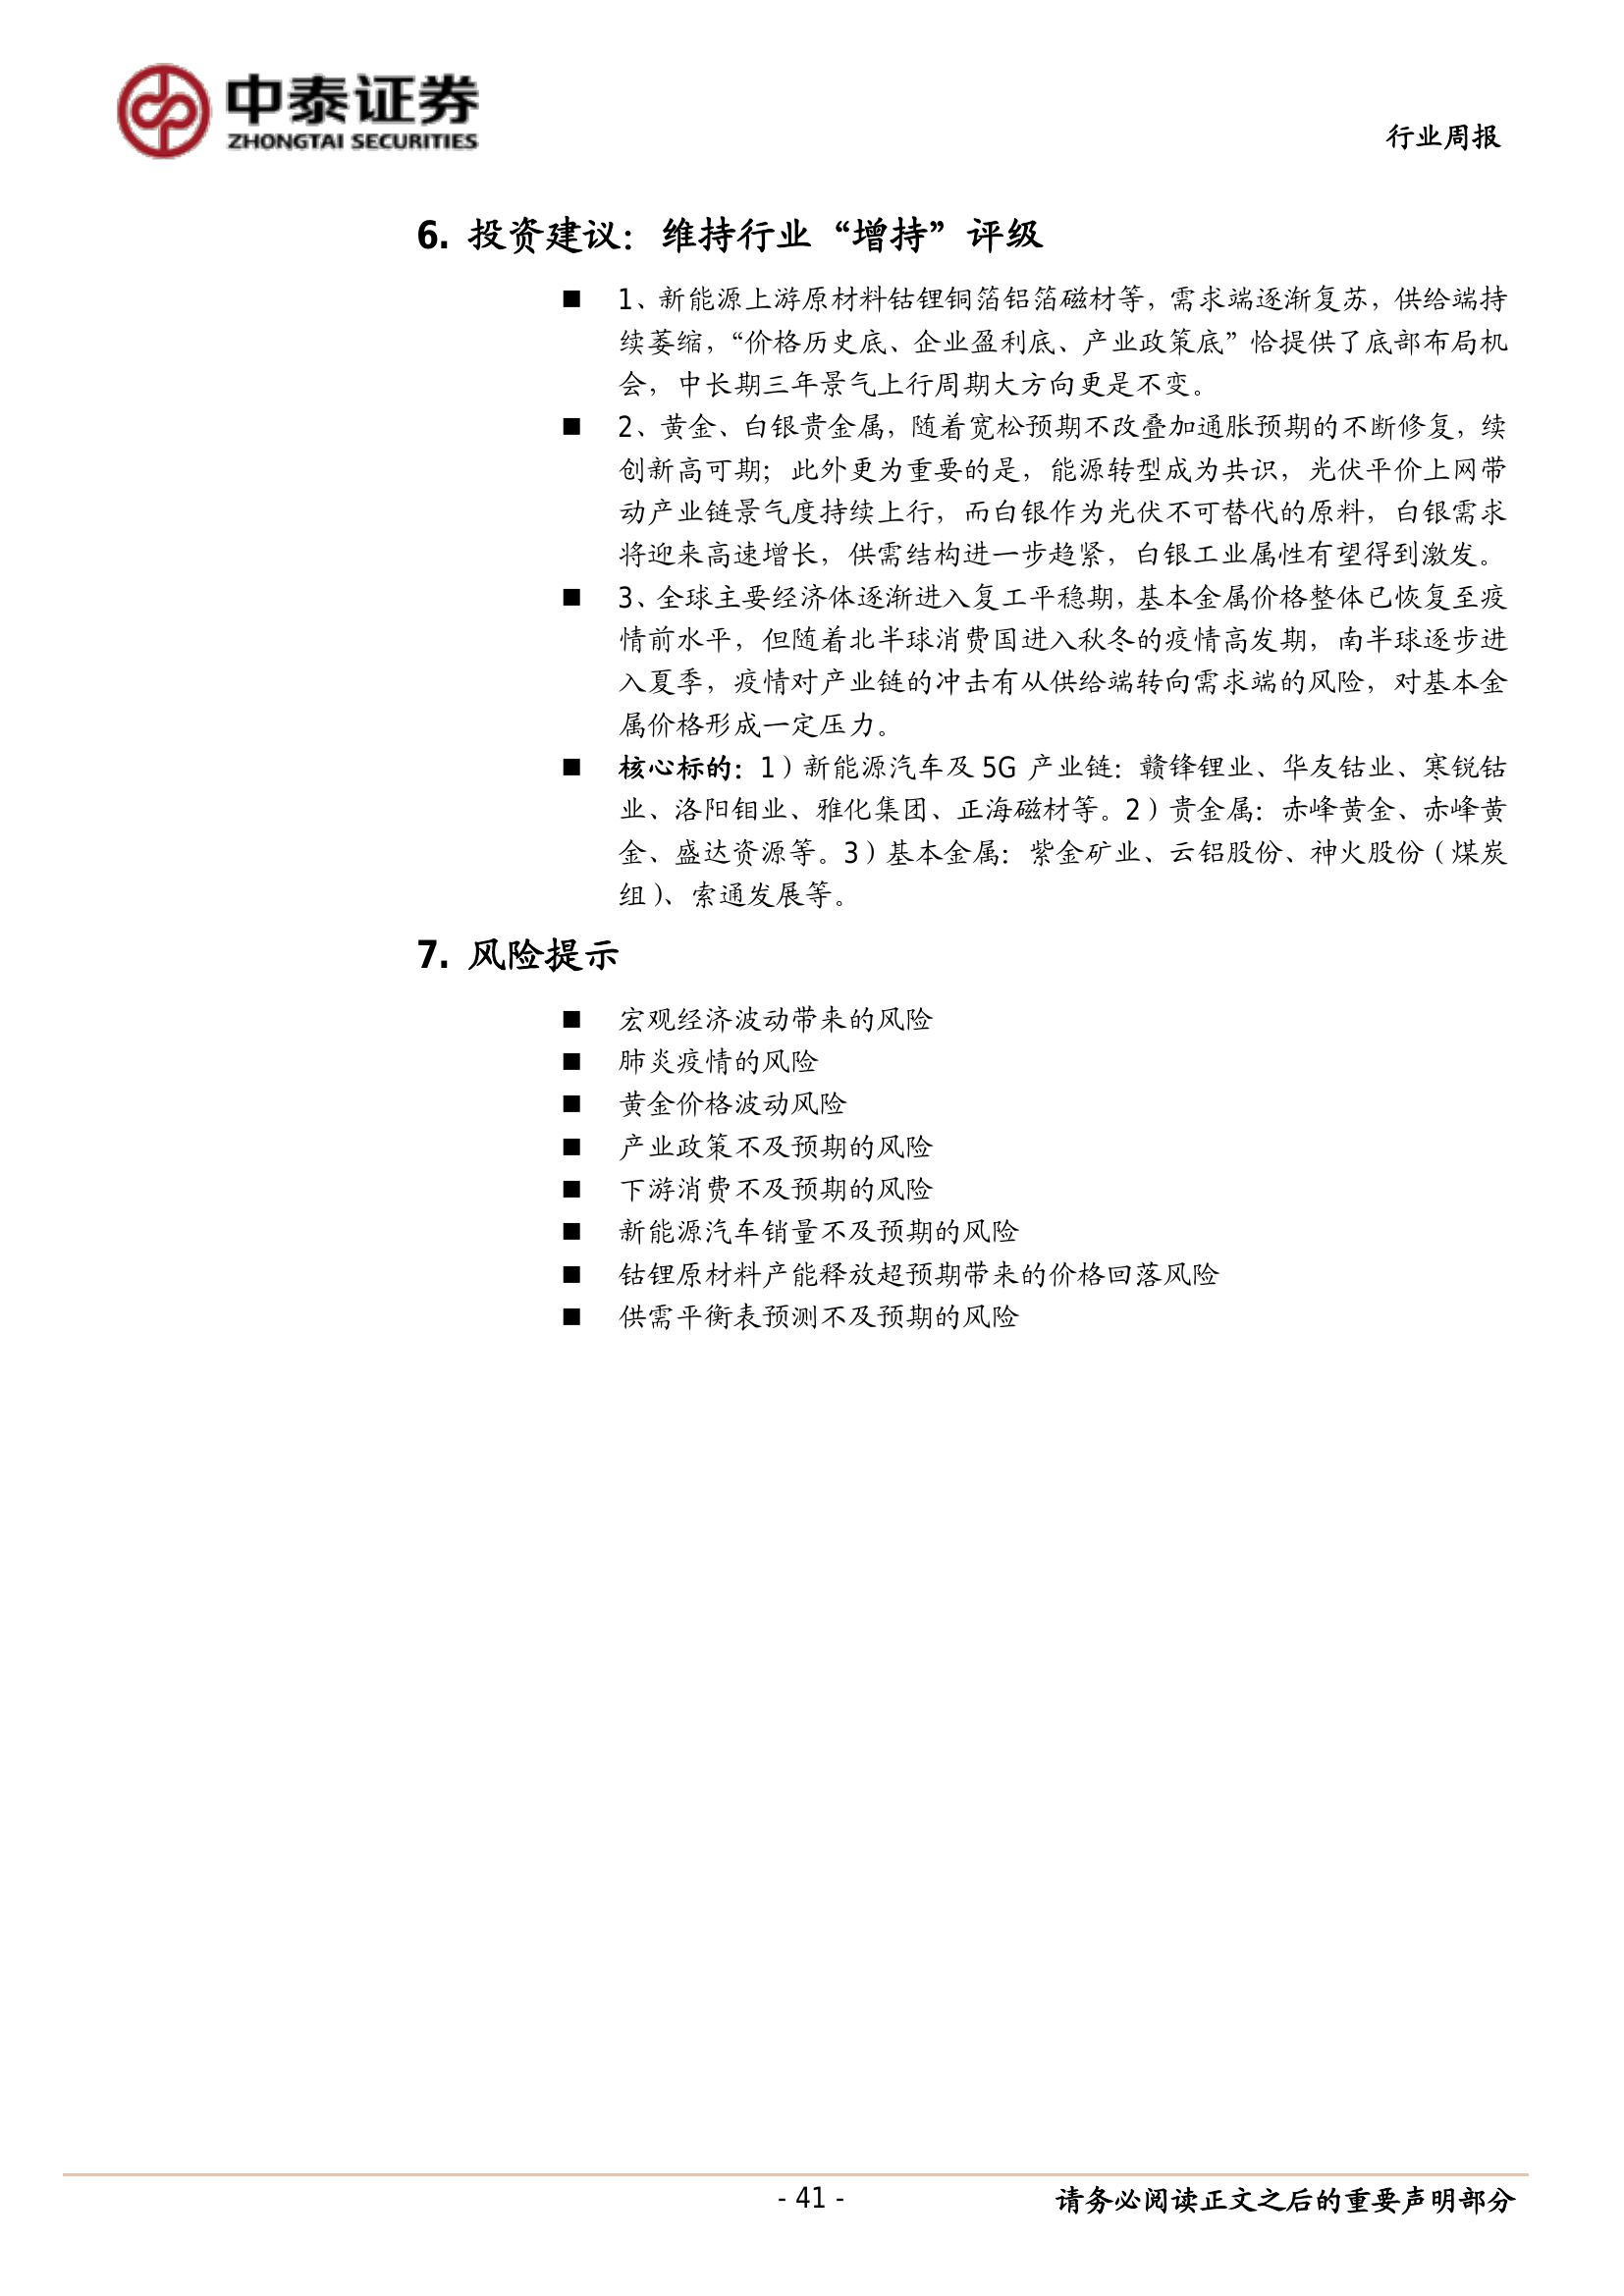 中泰证券
ZHONGTAI SECURITIES
行业周报
6. 投资建议：维持行业“增持”评级
■ 1、新能源上游原材料钴锂铜箔铝箔磁材等，需求端逐渐复苏，供给端持
续萎缩，“价格历史底、企业盈利底、产业政策底”恰提供了底部布局机
会，中长期三年景气上行周期大方向更是不变。
■ 2、黄金、白银贵金属，随着宽松预期不改叠加通胀预期的不断修复，续
创新高可期；此外更为重要的是，能源转型成为共识，光伏平价上网带
动产业链景气度持续上行，而白银作为光伏不可替代的原料，白银需求
将迎来高速增长，供需结构进一步趋紧，白银工业属性有望得到激发。
■ 3、全球主要经济体逐渐进入复工平稳期，基本金属价格整体已恢复至疫
情前水平，但随着北半球消费国进入秋冬的疫情高发期，南半球逐步进
入夏季，疫情对产业链的冲击有从供给端转向需求端的风险，对基本金
属价格形成一定压力。
■ 核心标的：1）新能源汽车及 5G 产业链：赣锋锂业、华友钴业、寒锐钴
业、洛阳钼业、雅化集团、正海磁材等。2）贵金属：赤峰黄金、赤峰黄
金、盛达资源等。3）基本金属：紫金矿业、云铝股份、神火股份（煤炭
组）、索通发展等。
7. 风险提示
■ 宏观经济波动带来的风险
■ 肺炎疫情的风险
■ 黄金价格波动风险
■ 产业政策不及预期的风险
■ 下游消费不及预期的风险
■ 新能源汽车销量不及预期的风险
■ 钴锂原材料产能释放超预期带来的价格回落风险
■ 供需平衡表预测不及预期的风险
- 41 -
请务必阅读正文之后的重要声明部分